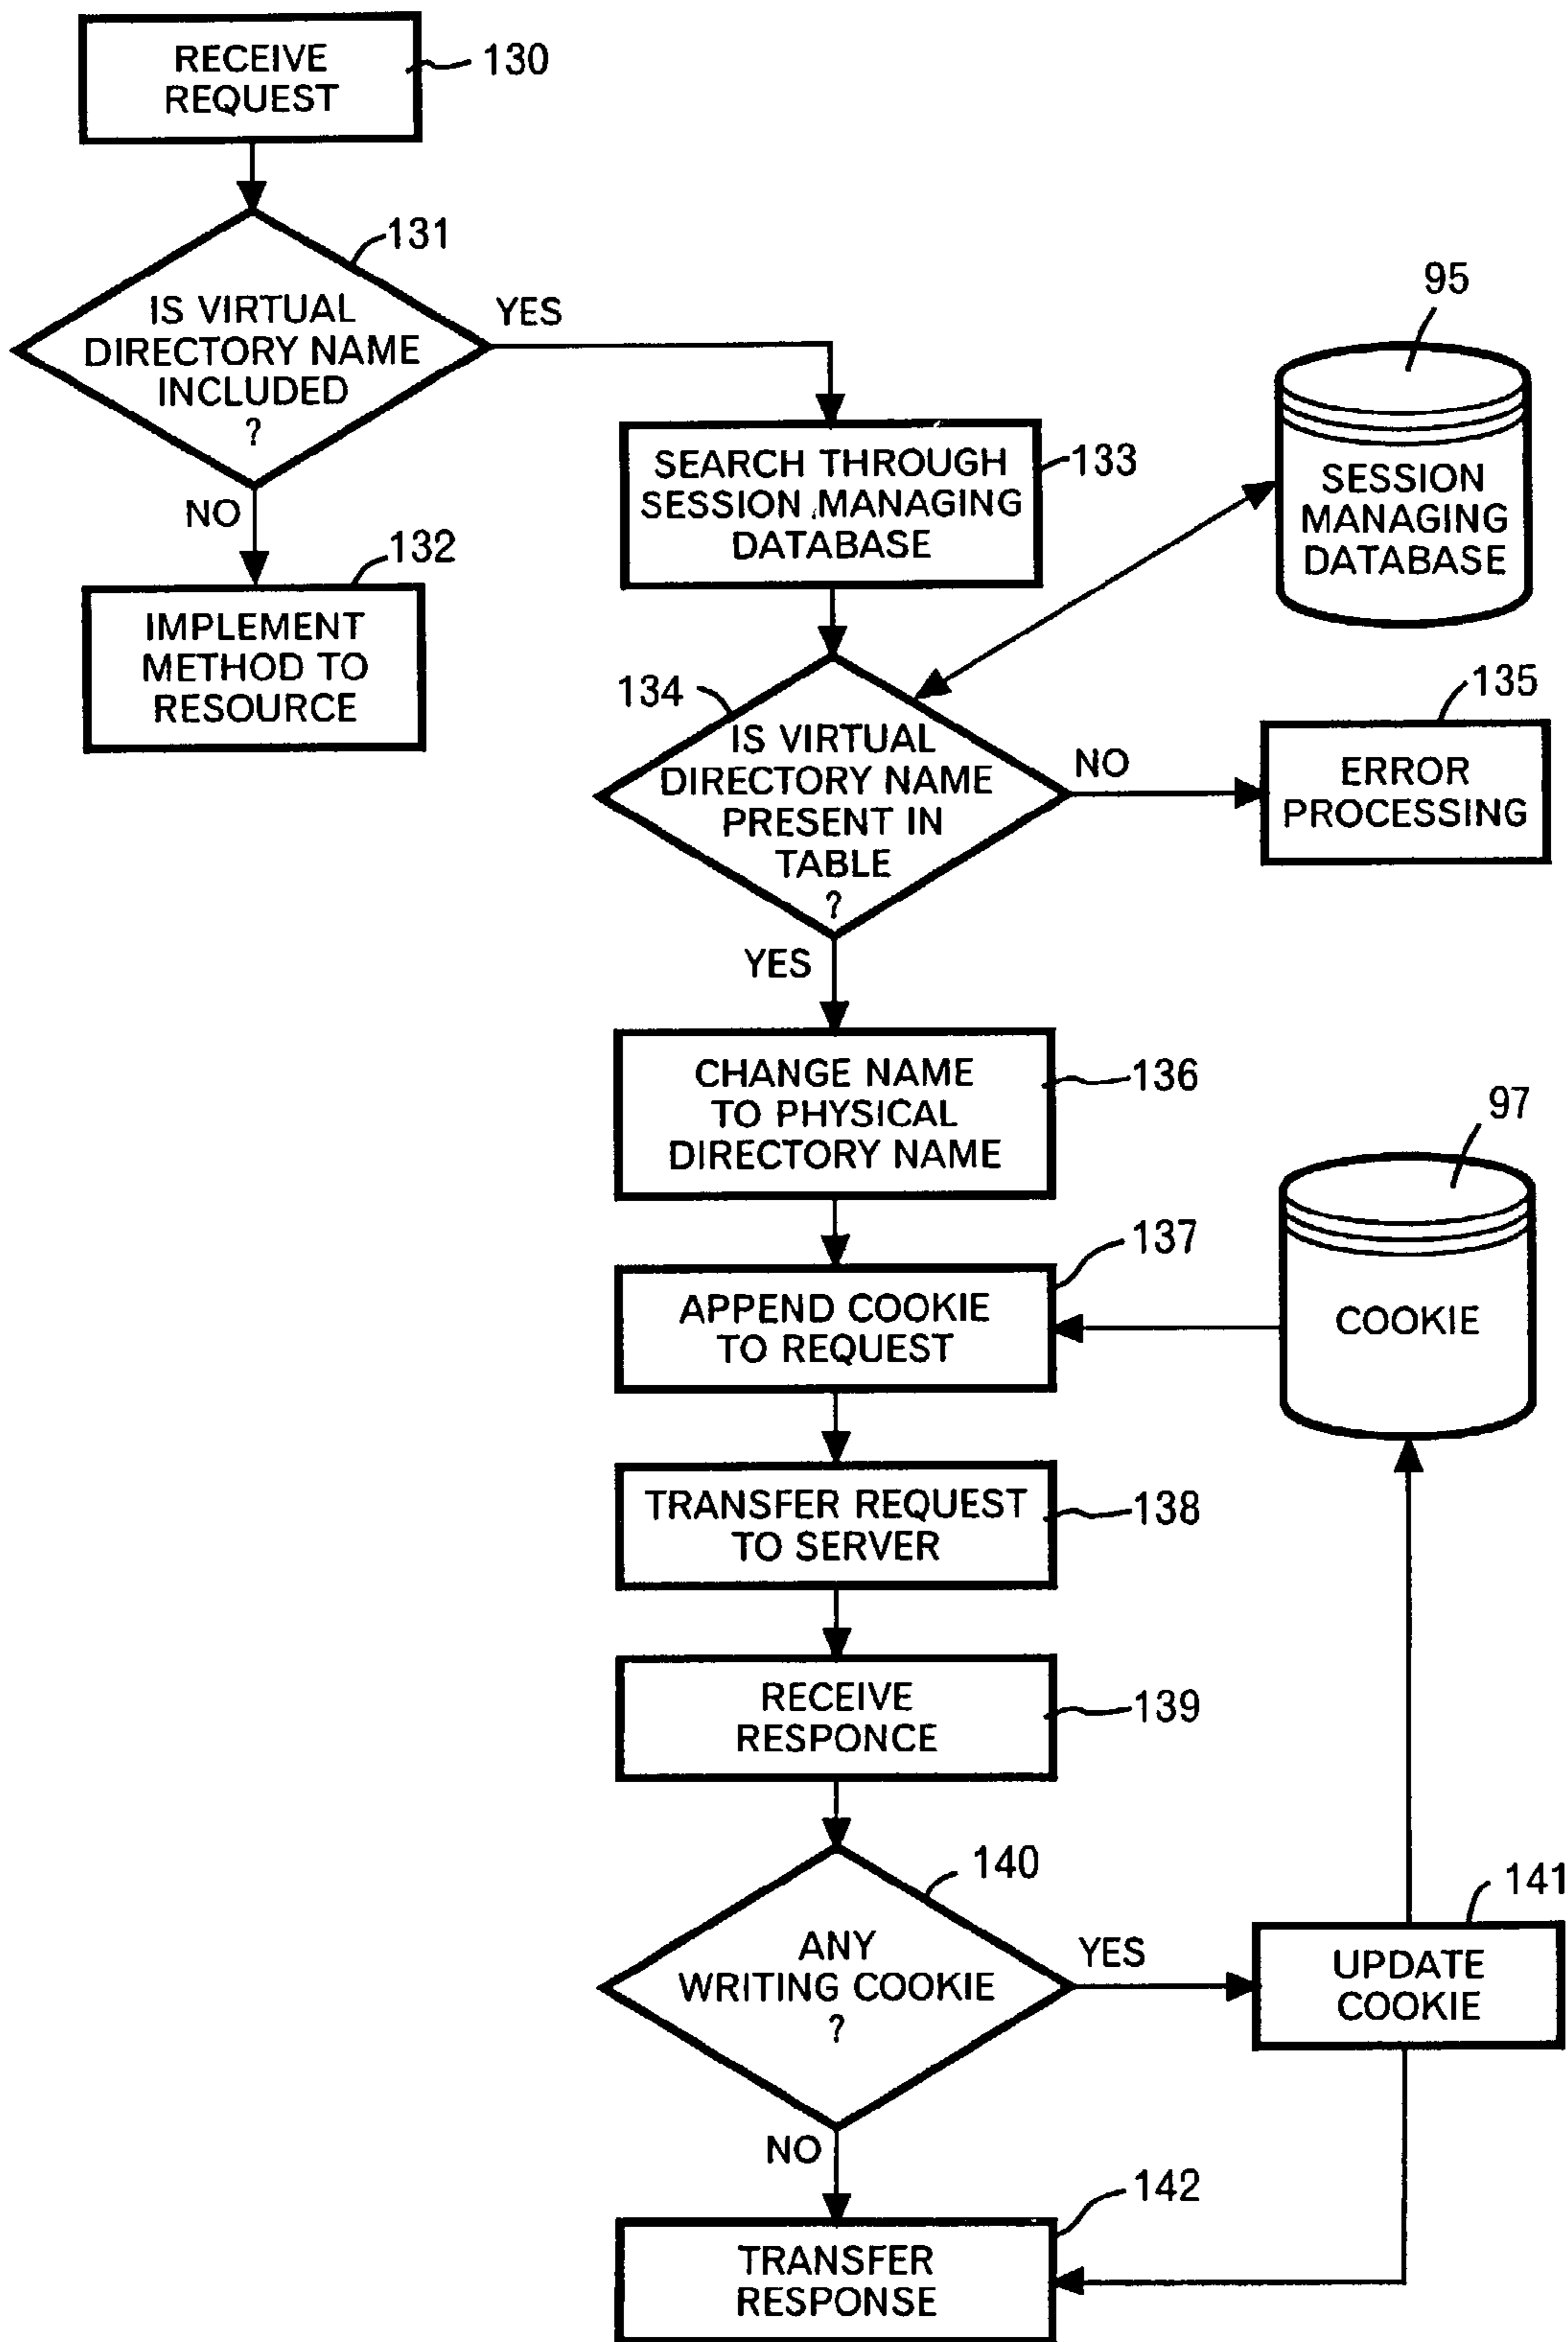 RECEIVE
REQUEST
130
131
IS VIRTUAL
DIRECTORY NAME
INCLUDED
?
YES
NO
132
IMPLEMENT
METHOD TO
RESOURCE
SEARCH THROUGH
SESSION MANAGING
DATABASE
133
95
SESSION
MANAGING
DATABASE
134
IS VIRTUAL
DIRECTORY NAME
PRESENT IN
TABLE
?
NO
135
ERROR
PROCESSING
YES
CHANGE NAME
TO PHYSICAL
DIRECTORY NAME
136
97
COOKIE
137
APPEND COOKIE
TO REQUEST
TRANSFER REQUEST
TO SERVER
138
RECEIVE
RESPONCE
139
140
ANY
WRITING COOKIE
?
YES
141
UPDATE
COOKIE
NO
142
TRANSFER
RESPONSE